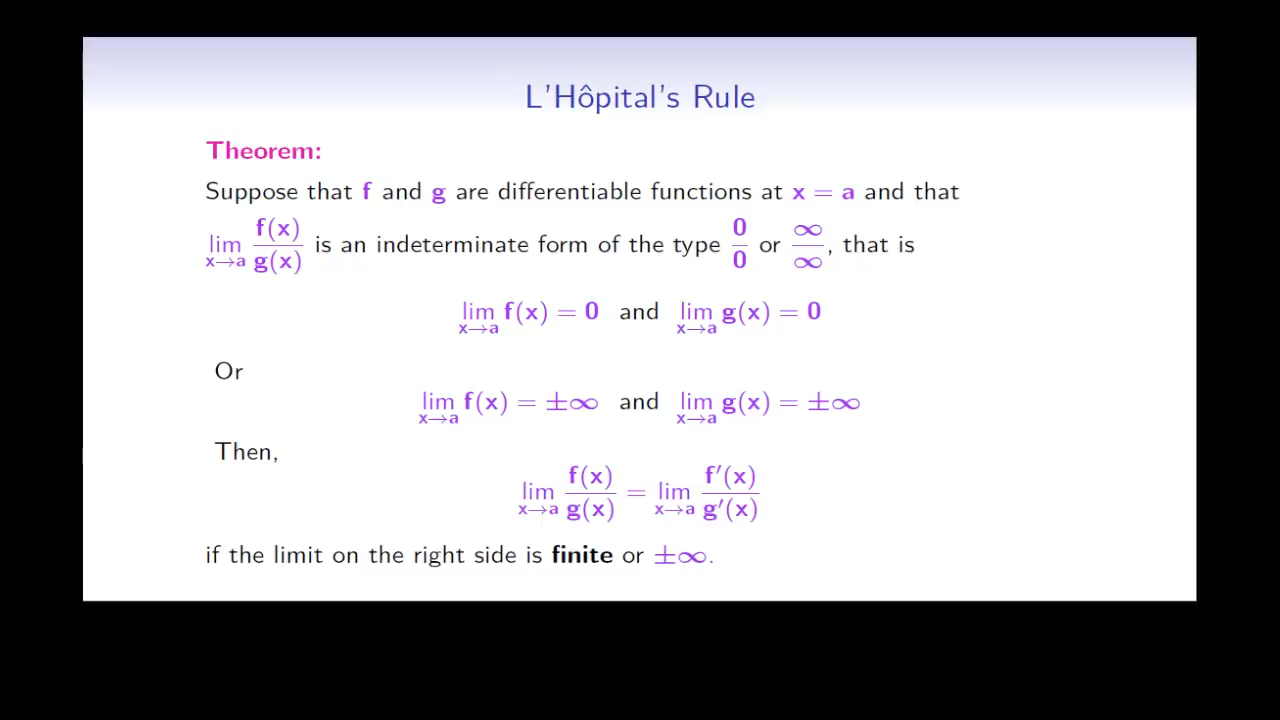 L'Hôpital's Rule
Theorem:
Suppose that f and g are differentiable functions at x = a and that
lim x→a f(x)/g(x) is an indeterminate form of the type 0/0 or ∞/∞, that is
lim x→a f(x) = 0 and lim x→a g(x) = 0
Or
lim x→a f(x) = ±∞ and lim x→a g(x) = ±∞
Then,
lim x→a f(x)/g(x) = lim x→a f′(x)/g′(x)
if the limit on the right side is finite or ±∞.